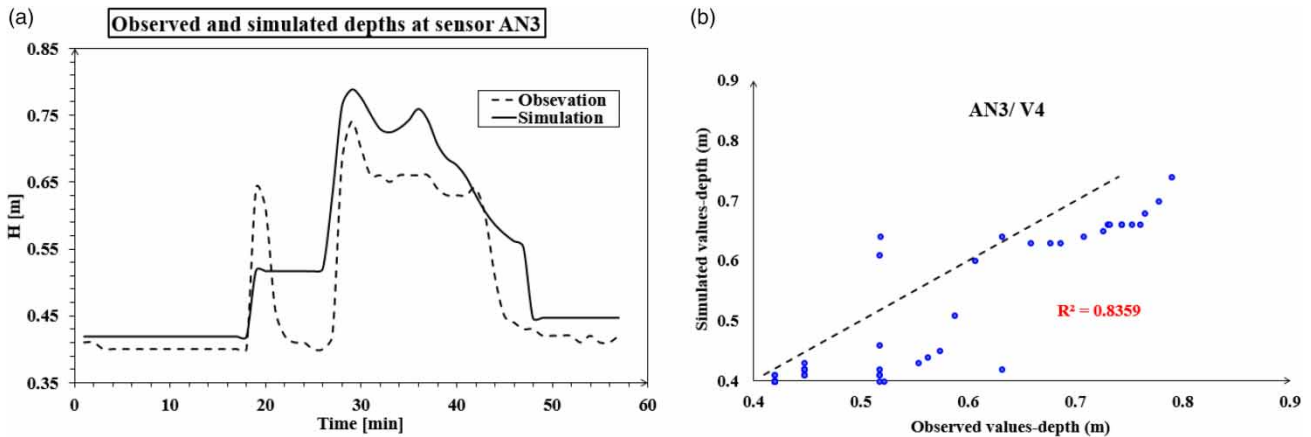 (a)
Observed and simulated depths at sensor AN3
0.85
0.75
0.65
0.55
0.45
0.35
H [m]
Obsevation
Simulation
0 10 20 30 40 50 60
Time [min]
(b)
0.9
0.8
0.7
0.6
0.5
0.4
Simulated values-depth (m)
AN3/ V4
R² = 0.8359
0.4 0.5 0.6 0.7 0.8 0.9
Observed values-depth (m)